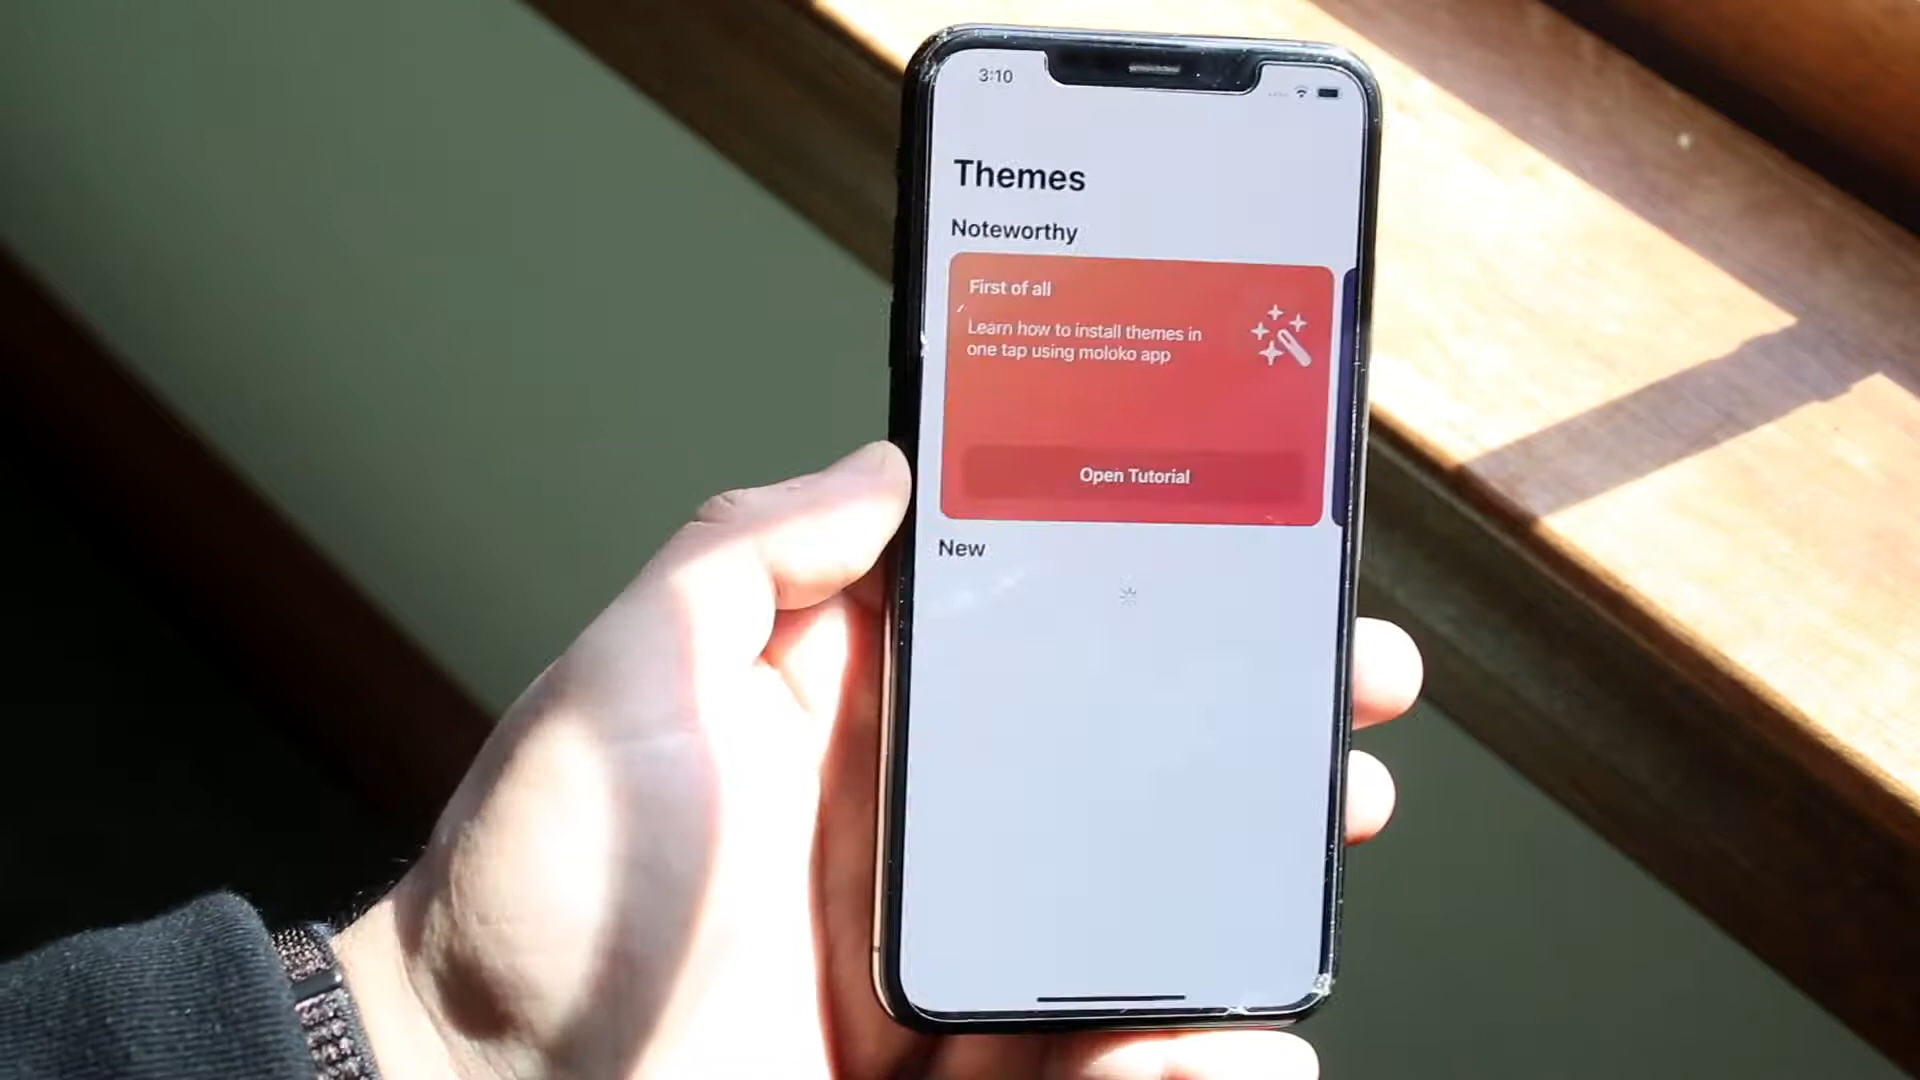 3:10
Themes
Noteworthy
First of all
Learn how to install themes in
one tap using moloko app
Open Tutorial
New